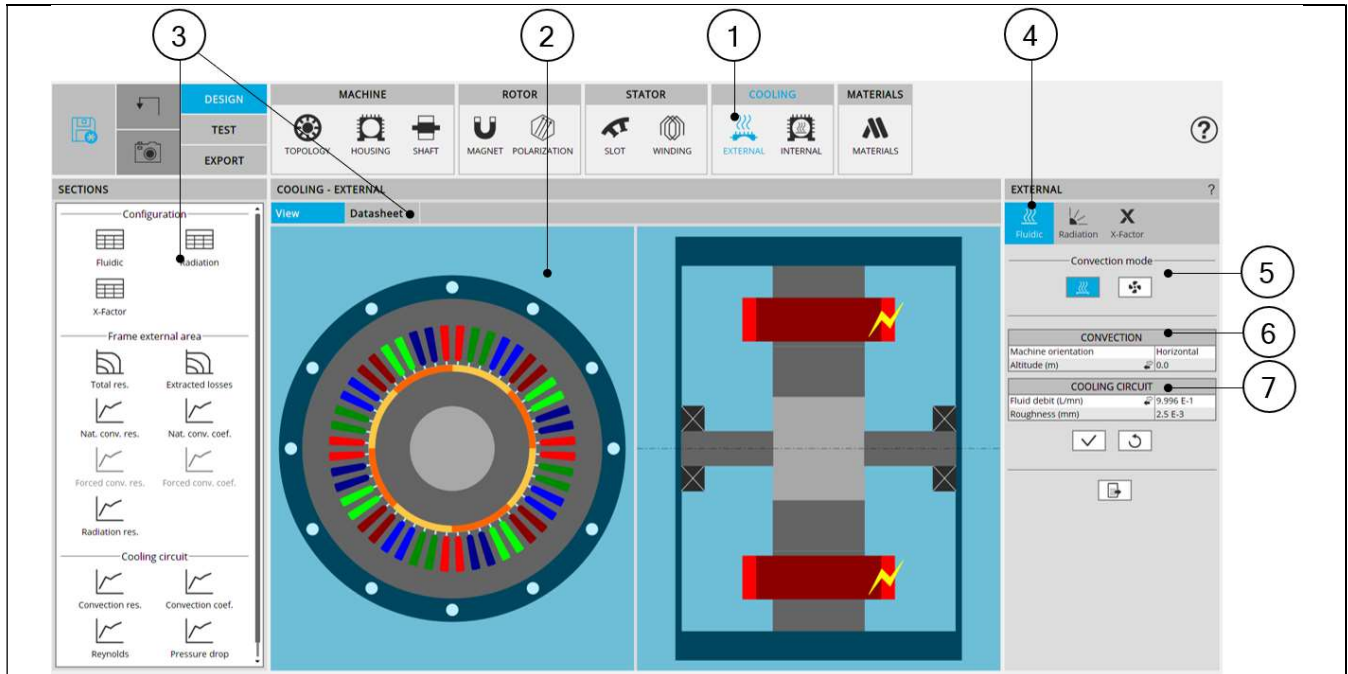 3 2 1 4
DESIGN MACHINE ROTOR STATOR COOLING MATERIALS
TEST
TOPOLOGY HOUSING SHAFT MAGNET POLARIZATION SLOT WINDING EXTERNAL INTERNAL MATERIALS ?
EXPORT
SECTIONS COOLING - EXTERNAL EXTERNAL ?
View Datasheet
Fluidic Radiation X-Factor
Configuration
Fluidic Radiation
X-Factor
Frame external area
Total res. Extracted losses
Nat. conv. res. Nat. conv. coef.
Forced conv. res. Forced conv. coef.
Radiation res.
Cooling circuit
Convection res. Convection coef.
Reynolds Pressure drop
Convection mode
5
CONVECTION
6
Machine orientation Horizontal
Altitude (m) 0.0
COOLING CIRCUIT
7
Fluid debit (L/mn) 9.996 E-1
Roughness (mm) 2.5 E-3